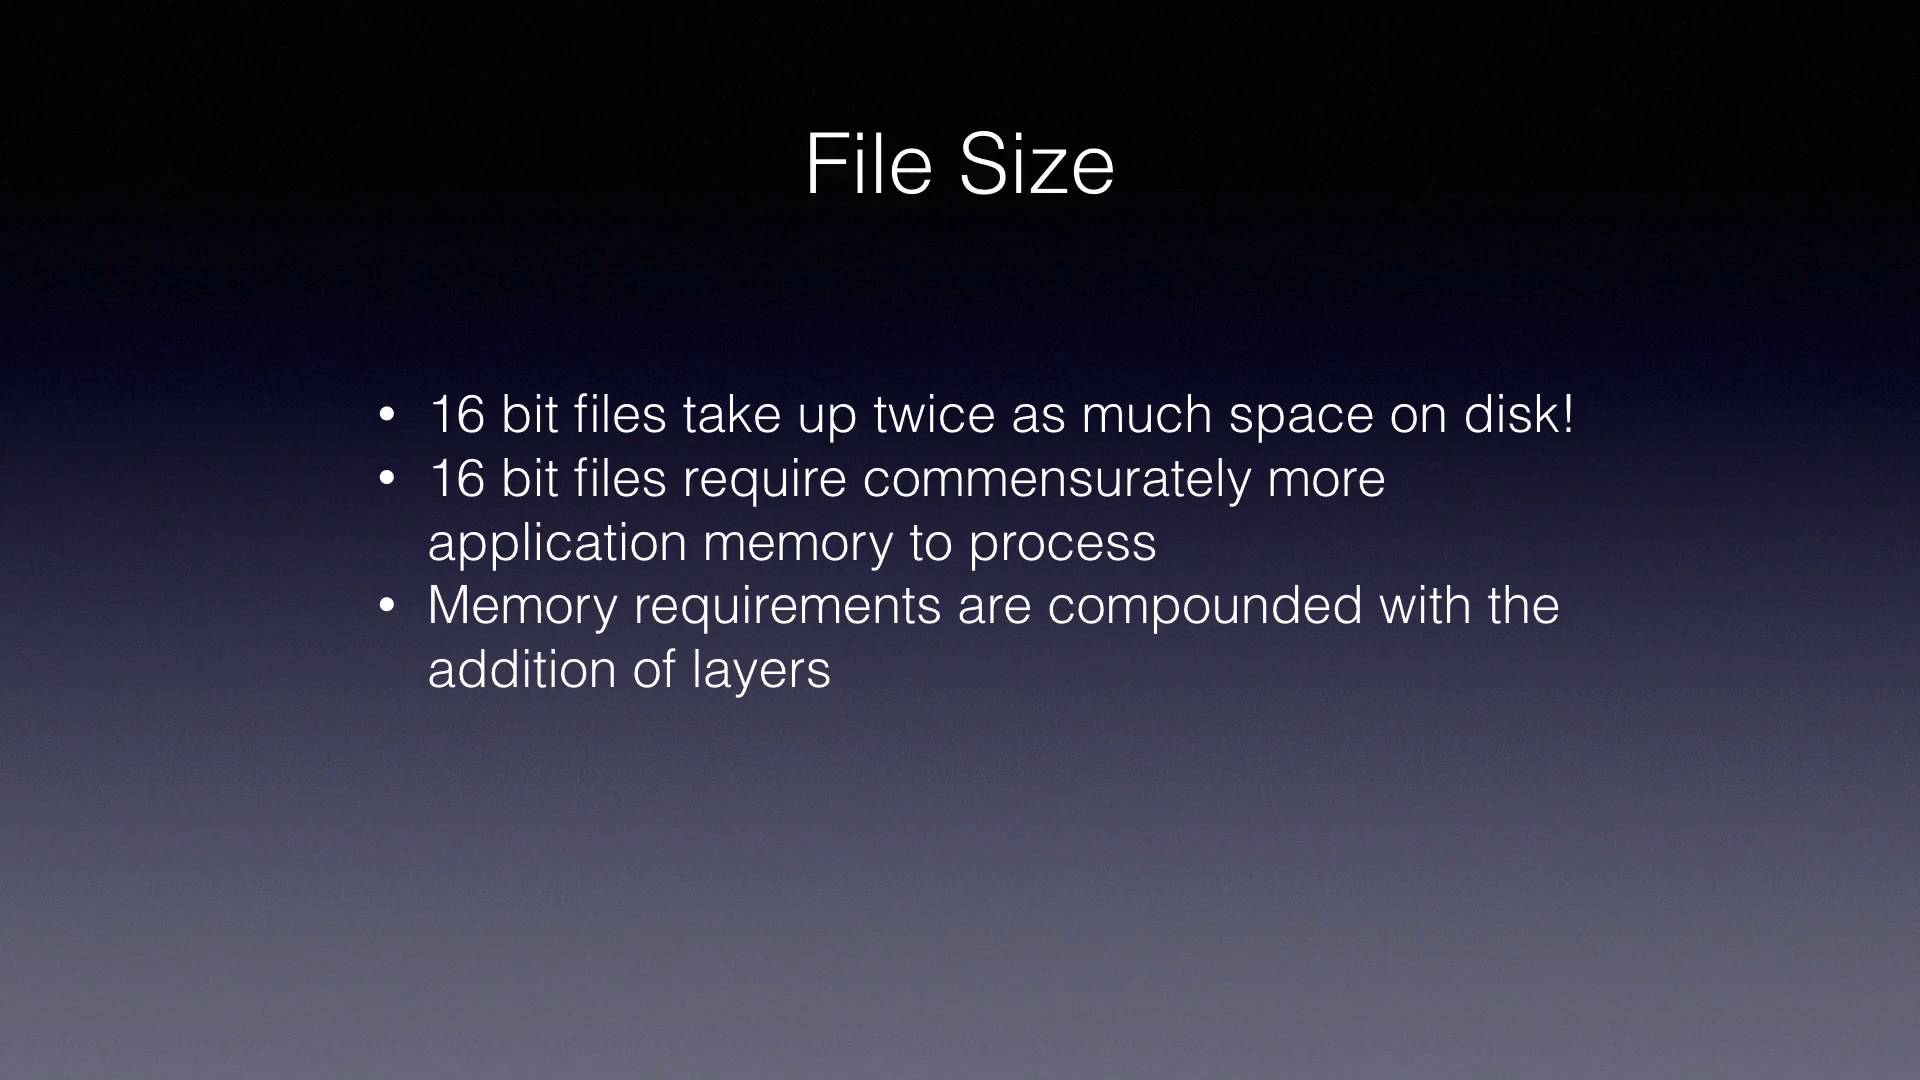 File Size
• 16 bit files take up twice as much space on disk!
• 16 bit files require commensurately more
application memory to process
• Memory requirements are compounded with the
addition of layers